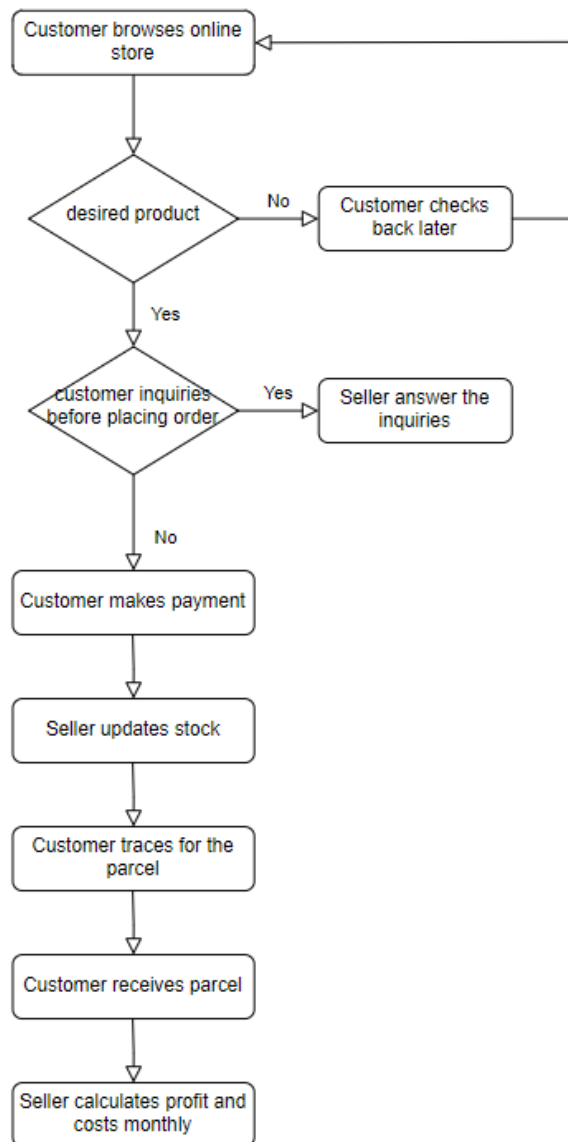 Customer browses online
store
desired product
No
Customer checks
back later
Yes
customer inquiries
before placing order
Yes
Seller answer the
inquiries
No
Customer makes payment
Seller updates stock
Customer traces for the
parcel
Customer receives parcel
Seller calculates profit and
costs monthly